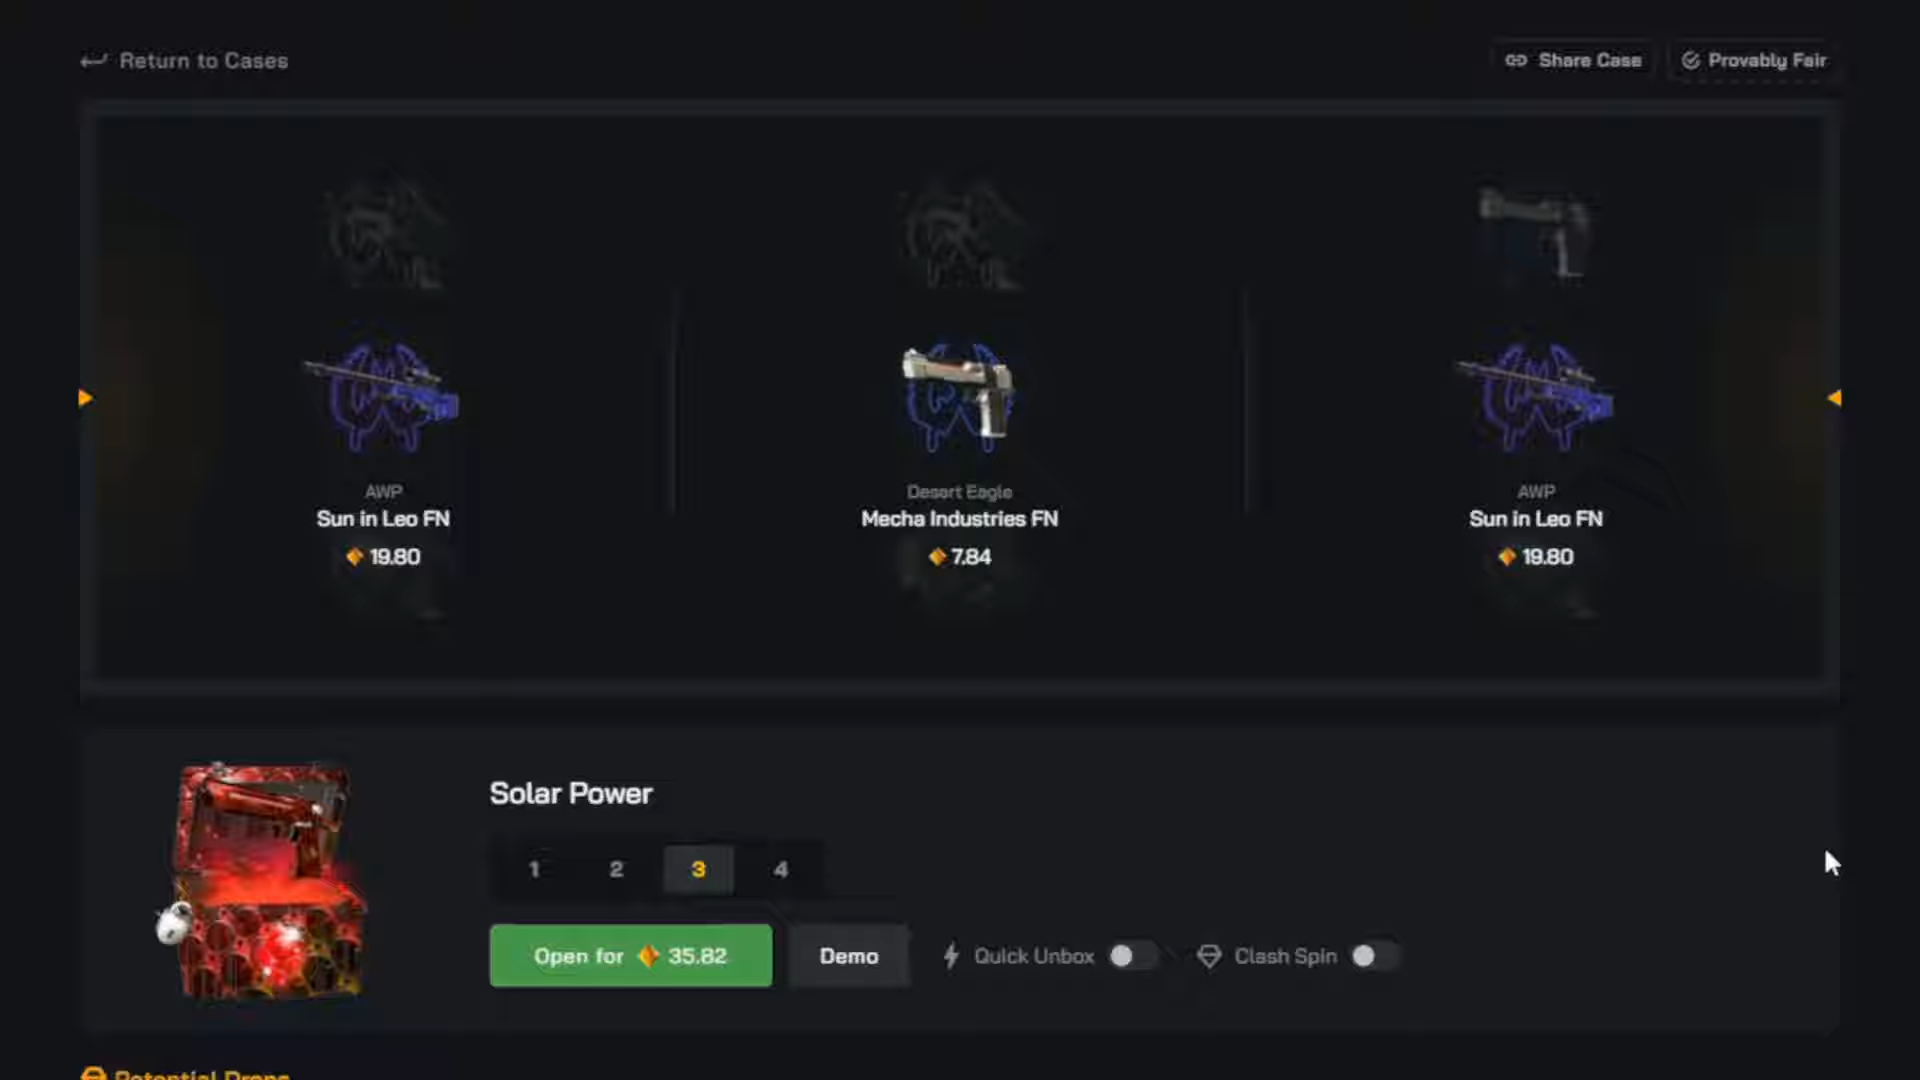 Return to Cases
Share Case
Provably Fair
AWP
Sun in Leo FN
19.80
Desert Eagle
Mecha Industries FN
7.84
AWP
Sun in Leo FN
19.80
Solar Power
1 2 3 4
Open for 35.82
Demo
Quick Unbox
Clash Spin
Potential Drops